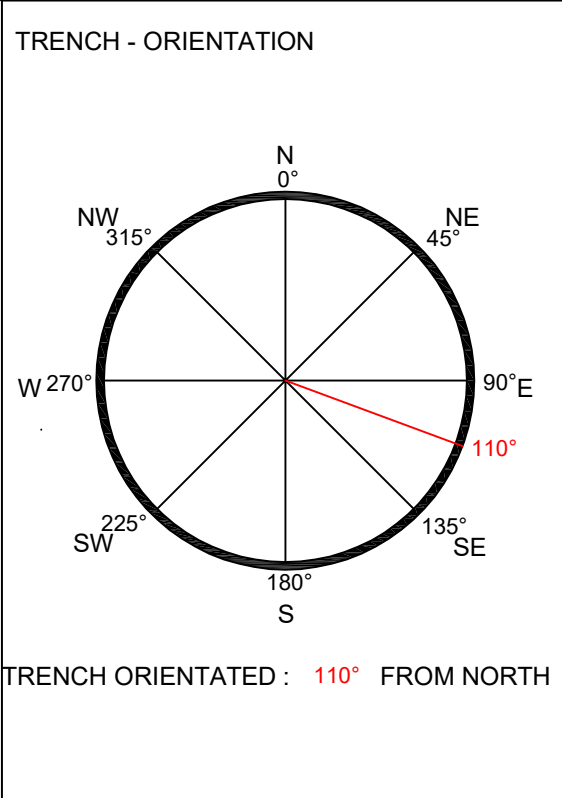 TRENCH - ORIENTATION
N
0°
NW
315°
NE
45°
W 270°
90°E
110°
225°
SW
135°
SE
180°
S
TRENCH ORIENTATED : 110° FROM NORTH